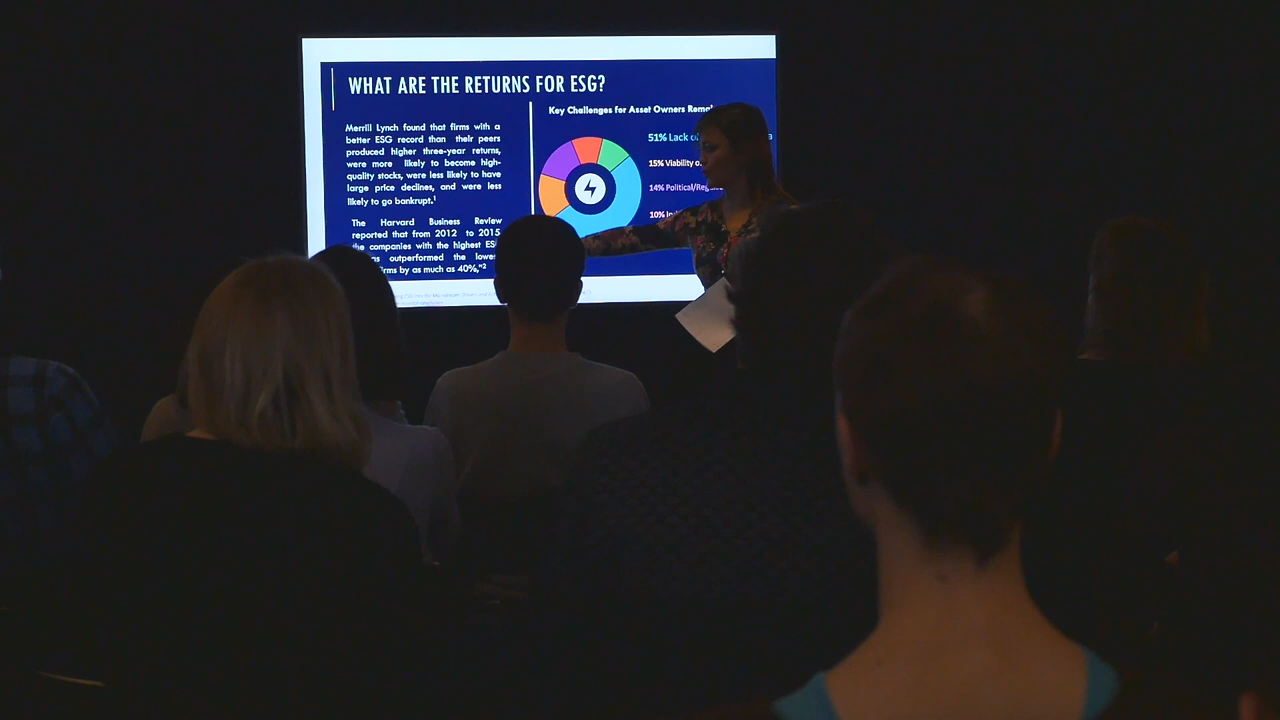 WHAT ARE THE RETURNS FOR ESG?
Merrill Lynch found that firms with a
better ESG record than their peers
produced higher three-year returns,
were more likely to become high-
quality stocks, were less likely to have
large price declines, and were less
likely to go bankrupt.1
The Harvard Business Review
reported that from 2012 to 2015
the companies with the highest
outperformed the
by as much as 40%,"2
Key Challenges for Asset Owners
51% Lack
15% Viability
14%
10%